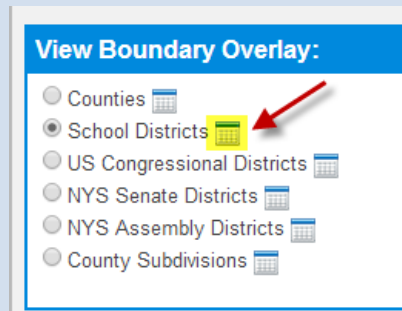 View Boundary Overlay:
Counties
School Districts
US Congressional Districts
NYS Senate Districts
NYS Assembly Districts
County Subdivisions